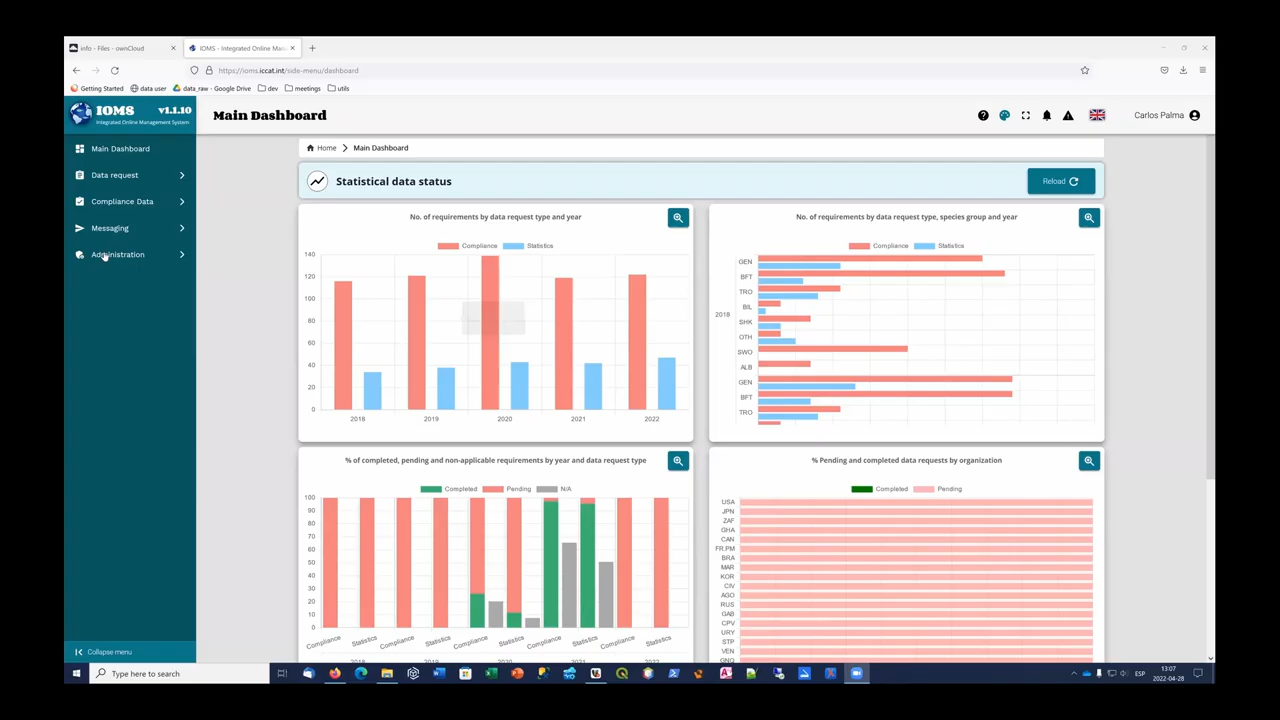 info - Files - ownCloud
IOMS - Integrated Online Man
https://ioms.iccat.int/side-menu/dashboard
Getting Started data user data_raw - Google Drive dev meetings utils
IOMS v1.1.10
Integrated Online Management System
Main Dashboard
Carlos Palma
Main Dashboard
Data request
Compliance Data
Messaging
Administration
Collapse menu
Home Main Dashboard
Statistical data status
Reload
No. of requirements by data request type and year
Compliance Statistics
140
120
100
80
60
40
20
0
2018 2019 2020 2021 2022
No. of requirements by data request type, species group and year
Compliance Statistics
2018
GEN
BFT
TRO
BIL
SHK
OTH
SWO
ALB
GEN
BFT
TRO
% of completed, pending and non-applicable requirements by year and data request type
Completed Pending N/A
100
90
80
70
60
50
40
30
20
10
0
Compliance Statistics Compliance Statistics Compliance Statistics Compliance Statistics Compliance Statistics
2018 2019 2020 2021 2022
% Pending and completed data requests by organization
Completed Pending
USA
JPN
ZAF
GHA
CAN
FR.PM
BRA
MAR
KOR
CIV
AGO
RUS
GAB
CPV
URY
STP
VEN
GNQ
Type here to search
ESP
13:07
2022-04-28